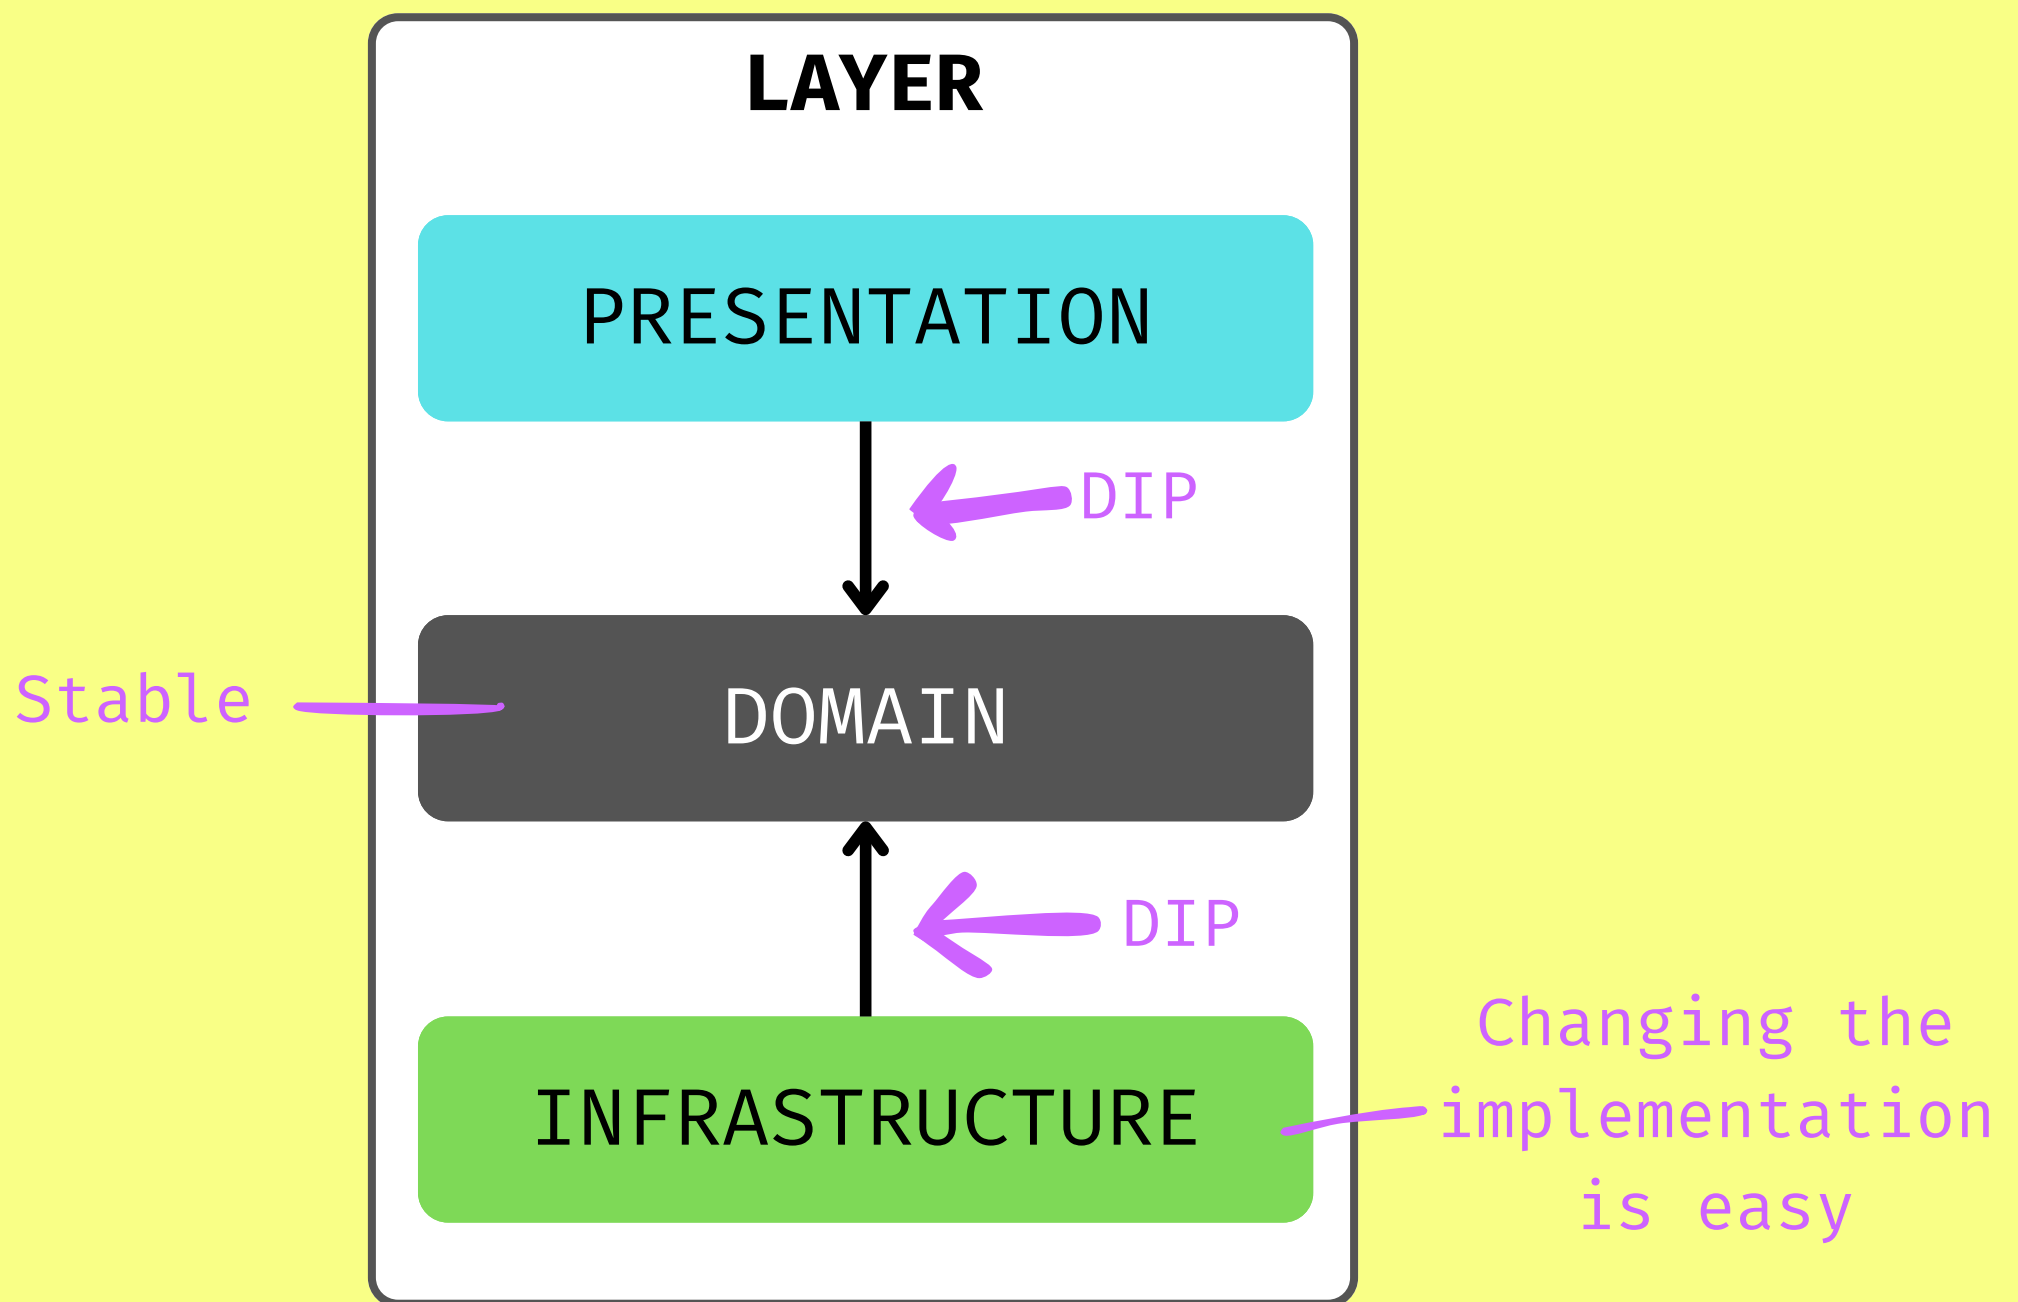 LAYER
PRESENTATION
DIP
Stable
DOMAIN
DIP
INFRASTRUCTURE
Changing the
implementation
is easy